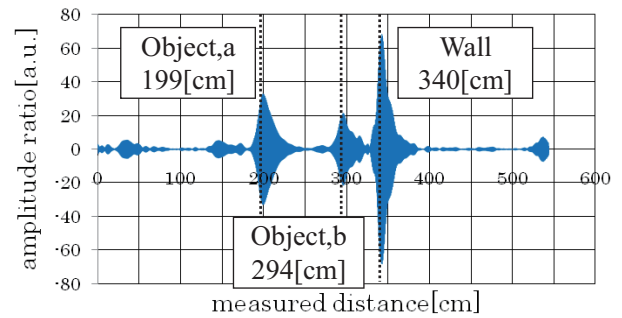 80
60
40
20
0
-20
-40
-60
-80
amplitude ratio[a.u.]
Object,a
199[cm]
Wall
340[cm]
0
100
200
300
400
500
600
Object,b
294[cm]
measured distance[cm]